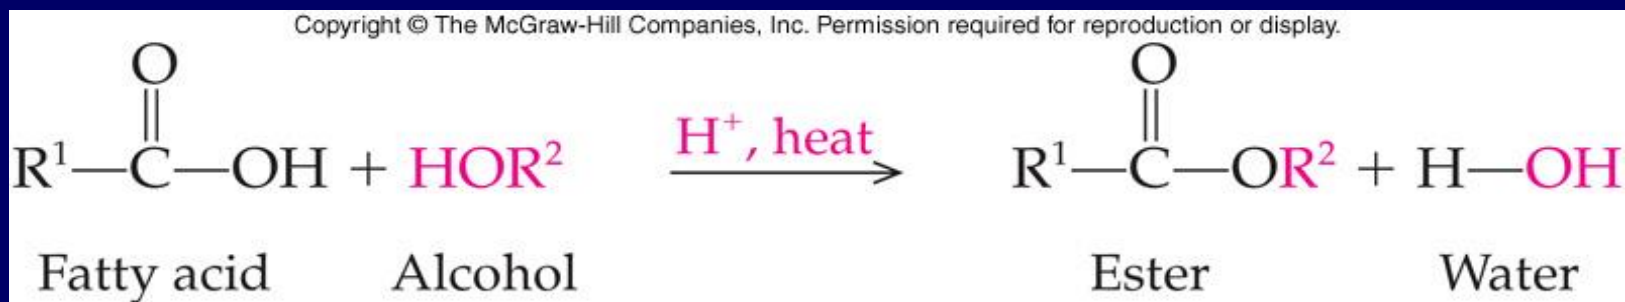 Copyright © The McGraw-Hill Companies, Inc. Permission required for reproduction or display.
O O
R¹—C—OH + HOR² H⁺, heat R¹—C—OR² + H—OH
Fatty acid Alcohol Ester Water